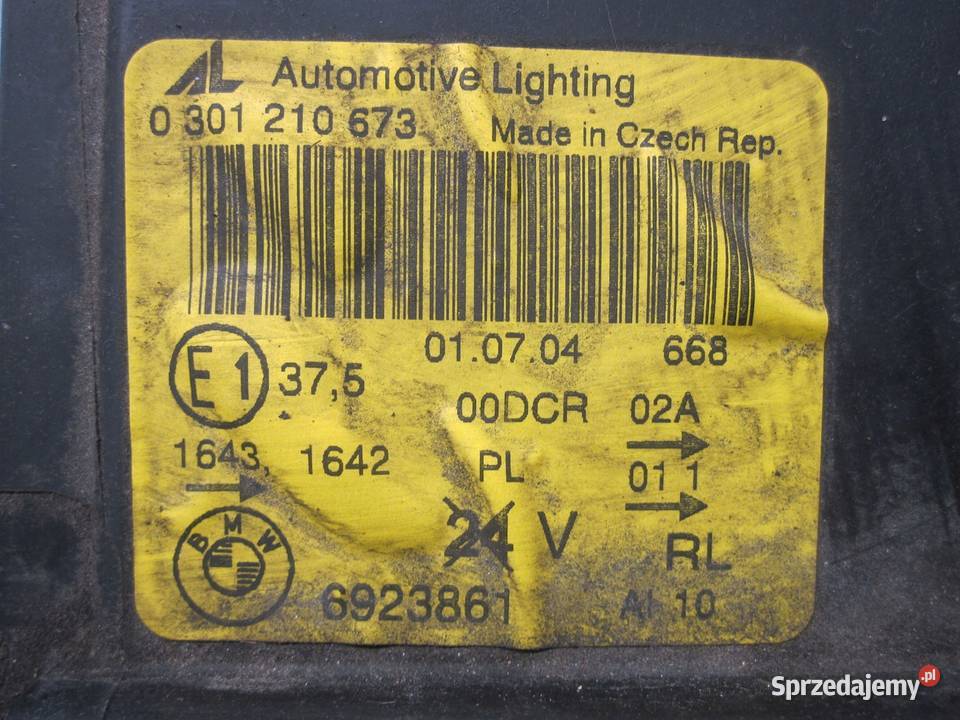 AL Automotive Lighting
0 301 210 673 Made in Czech Rep.
01.07.04 668
E1 37,5
00DCR 02A
1643, 1642 PL 01 1
24 V RL
BMW
6923861 AI 10
Sprzedajemy.pl